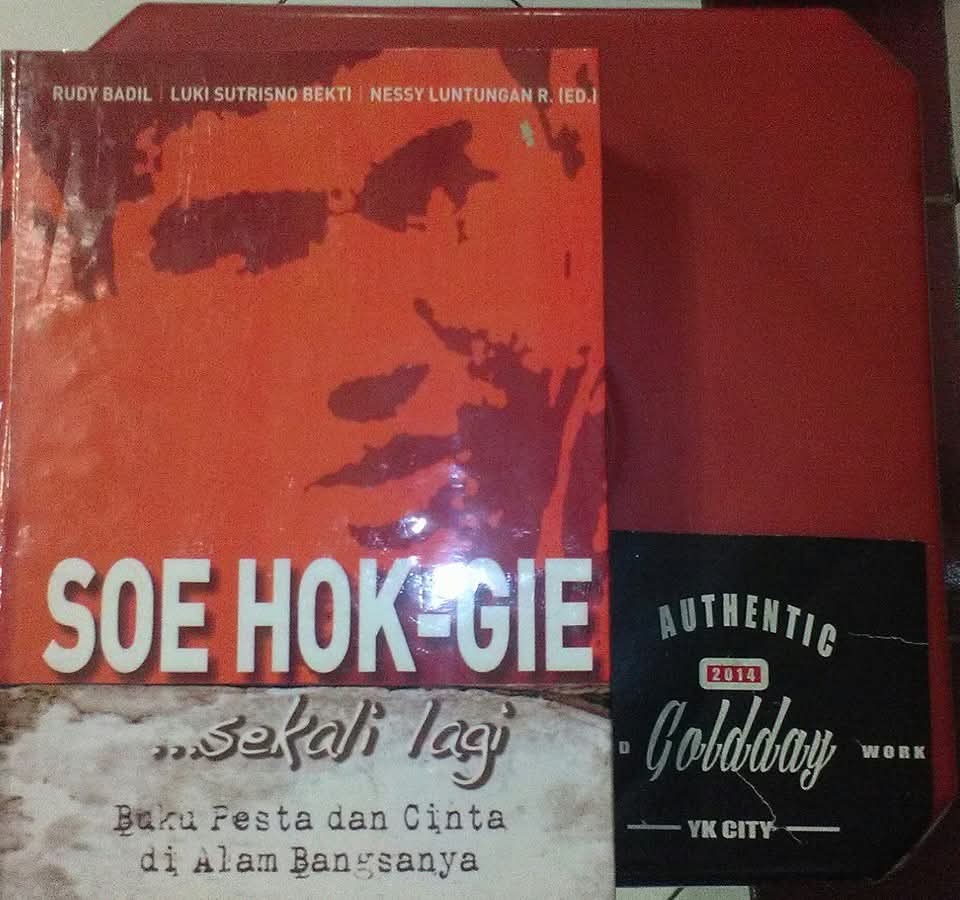 RUDY BADIL | LUKI SUTRISNO BEKTI | NESSY LUNTUNGAN R. (ED.)
SOE HOK-GIE
...sekali lagi
Buku Pesta dan Cinta
di Alam Bangsanya
AUTHENTIC
2014
D Goldday WORK
YK CITY